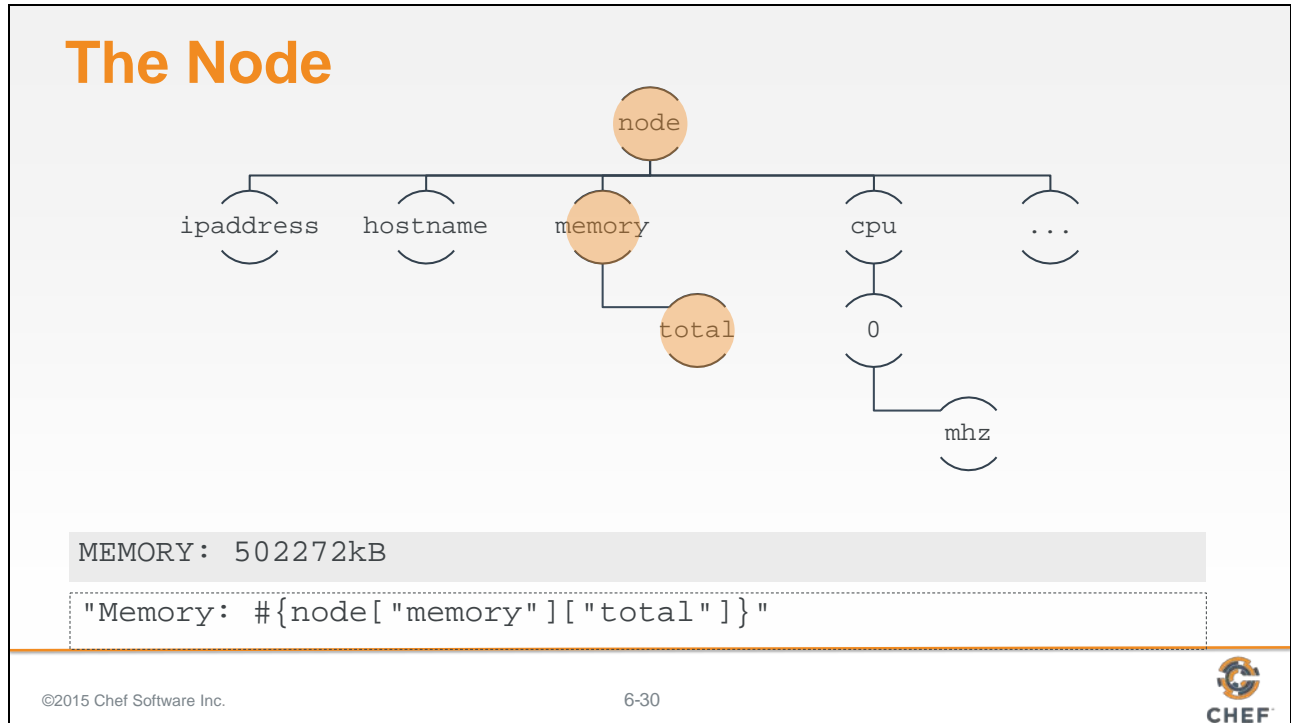 The Node
node
ipaddress hostname memory cpu ...
total 0
mhz
MEMORY: 502272kB
"Memory: #{node["memory"]["total"]}"
©2015 Chef Software Inc. 6-30
CHEF